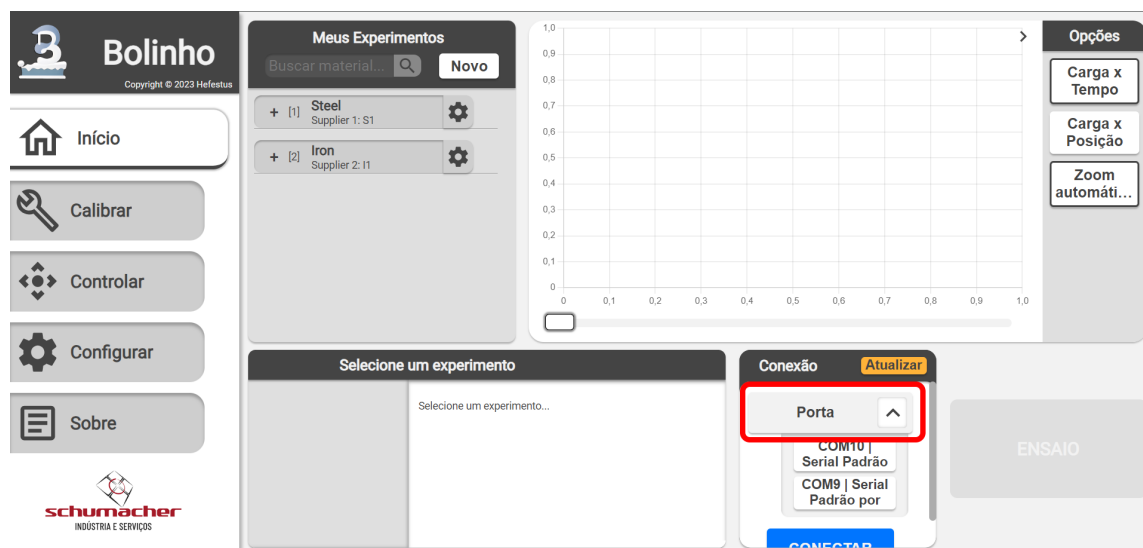 Bolinho
Copyright © 2023 Hefestus
Início
Calibrar
Controlar
Configurar
Sobre
schumacher
INDÚSTRIA E SERVIÇOS
Meus Experimentos
Buscar material...
Novo
+ [1] Steel
Supplier 1: S1
+ [2] Iron
Supplier 2: I1
1,0
0,9
0,8
0,7
0,6
0,5
0,4
0,3
0,2
0,1
0
0 0,1 0,2 0,3 0,4 0,5 0,6 0,7 0,8 0,9 1,0
Opções
Carga x
Tempo
Carga x
Posição
Zoom
automáti...
Selecione um experimento
Selecione um experimento...
Conexão
Atualizar
Porta
COM10 |
Serial Padrão
COM9 | Serial
Padrão por
CONECTAR
ENSAIO